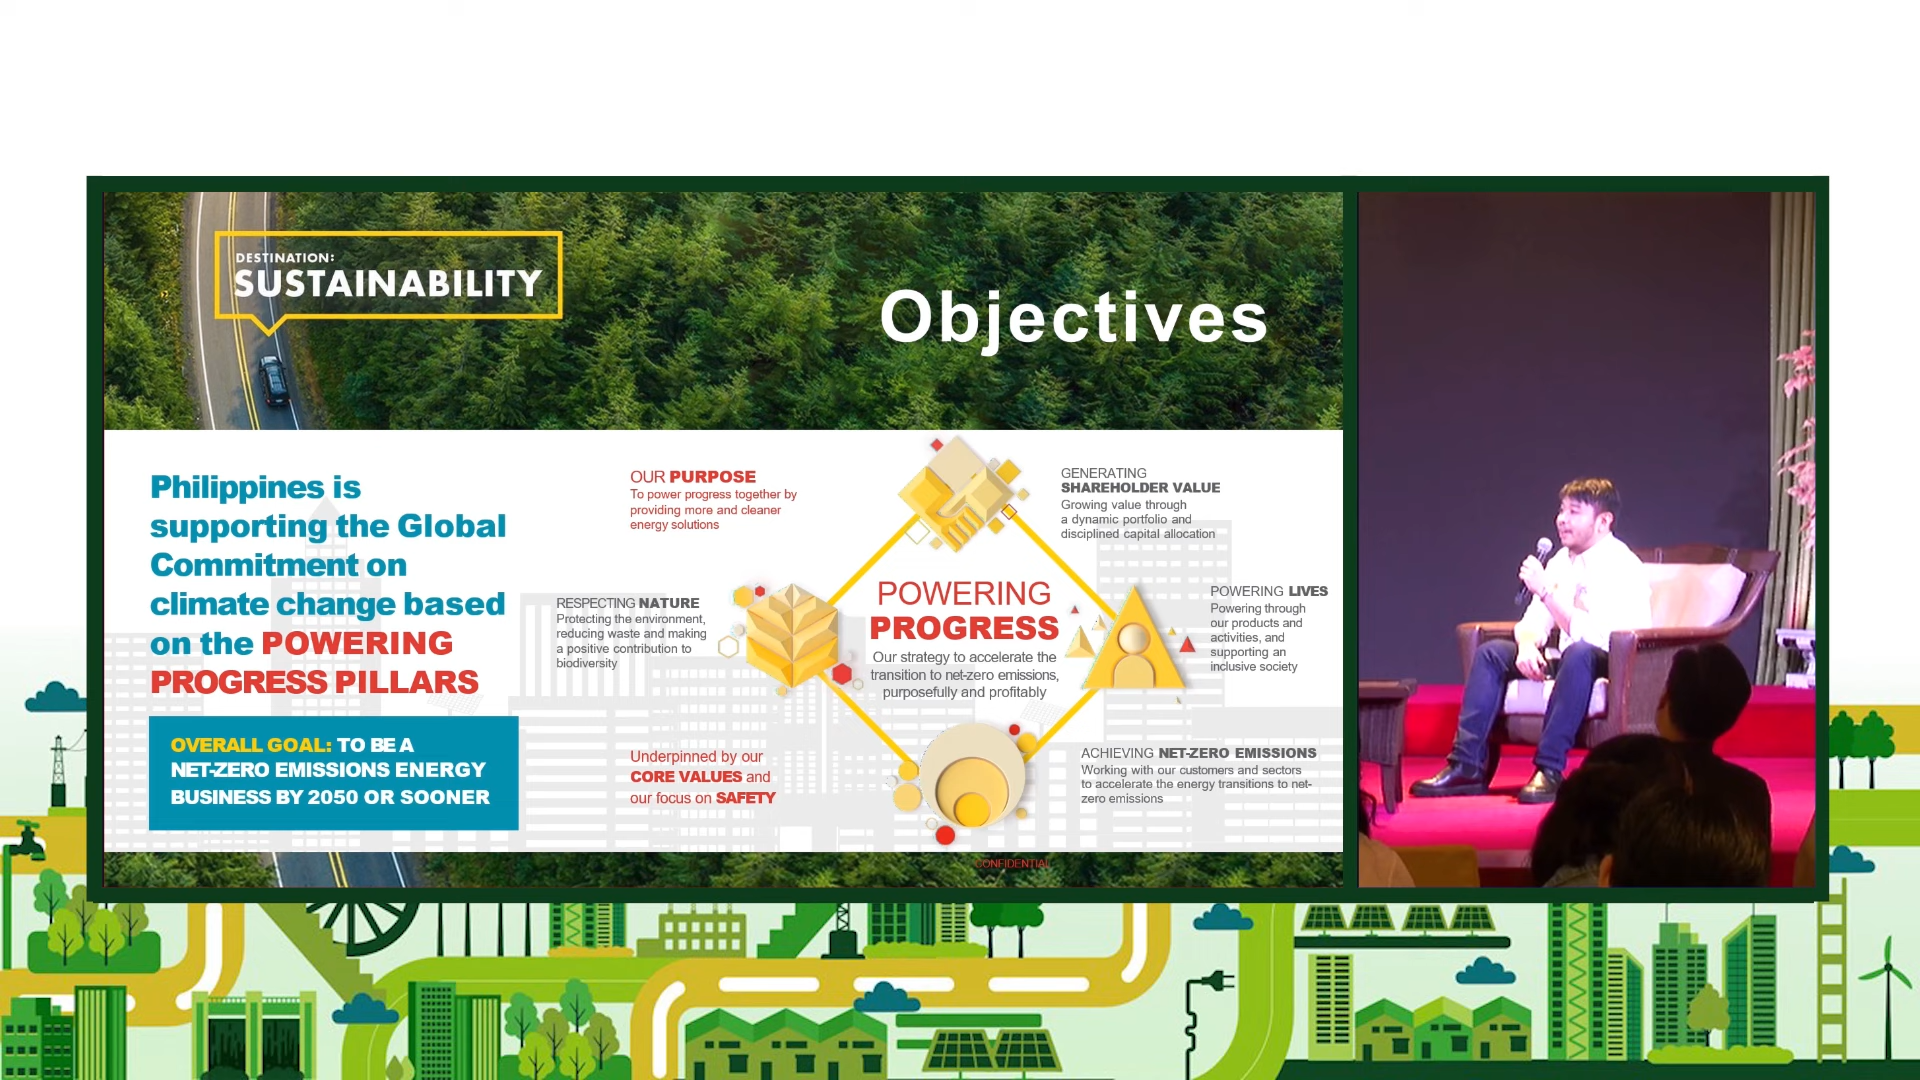 DESTINATION:
SUSTAINABILITY
Objectives
Philippines is
supporting the Global
Commitment on
climate change based
on the POWERING
PROGRESS PILLARS
OVERALL GOAL: TO BE A
NET-ZERO EMISSIONS ENERGY
BUSINESS BY 2050 OR SOONER
OUR PURPOSE
To power progress together by
providing more and cleaner
energy solutions
GENERATING
SHAREHOLDER VALUE
Growing value through
a dynamic portfolio and
disciplined capital allocation
RESPECTING NATURE
Protecting the environment,
reducing waste and making
a positive contribution to
biodiversity
POWERING
PROGRESS
Our strategy to accelerate the
transition to net-zero emissions,
purposefully and profitably
POWERING LIVES
Powering through
our products and
activities, and
supporting an
inclusive society
Underpinned by our
CORE VALUES and
our focus on SAFETY
ACHIEVING NET-ZERO EMISSIONS
Working with our customers and sectors
to accelerate the energy transitions to net-
zero emissions
CONFIDENTIAL